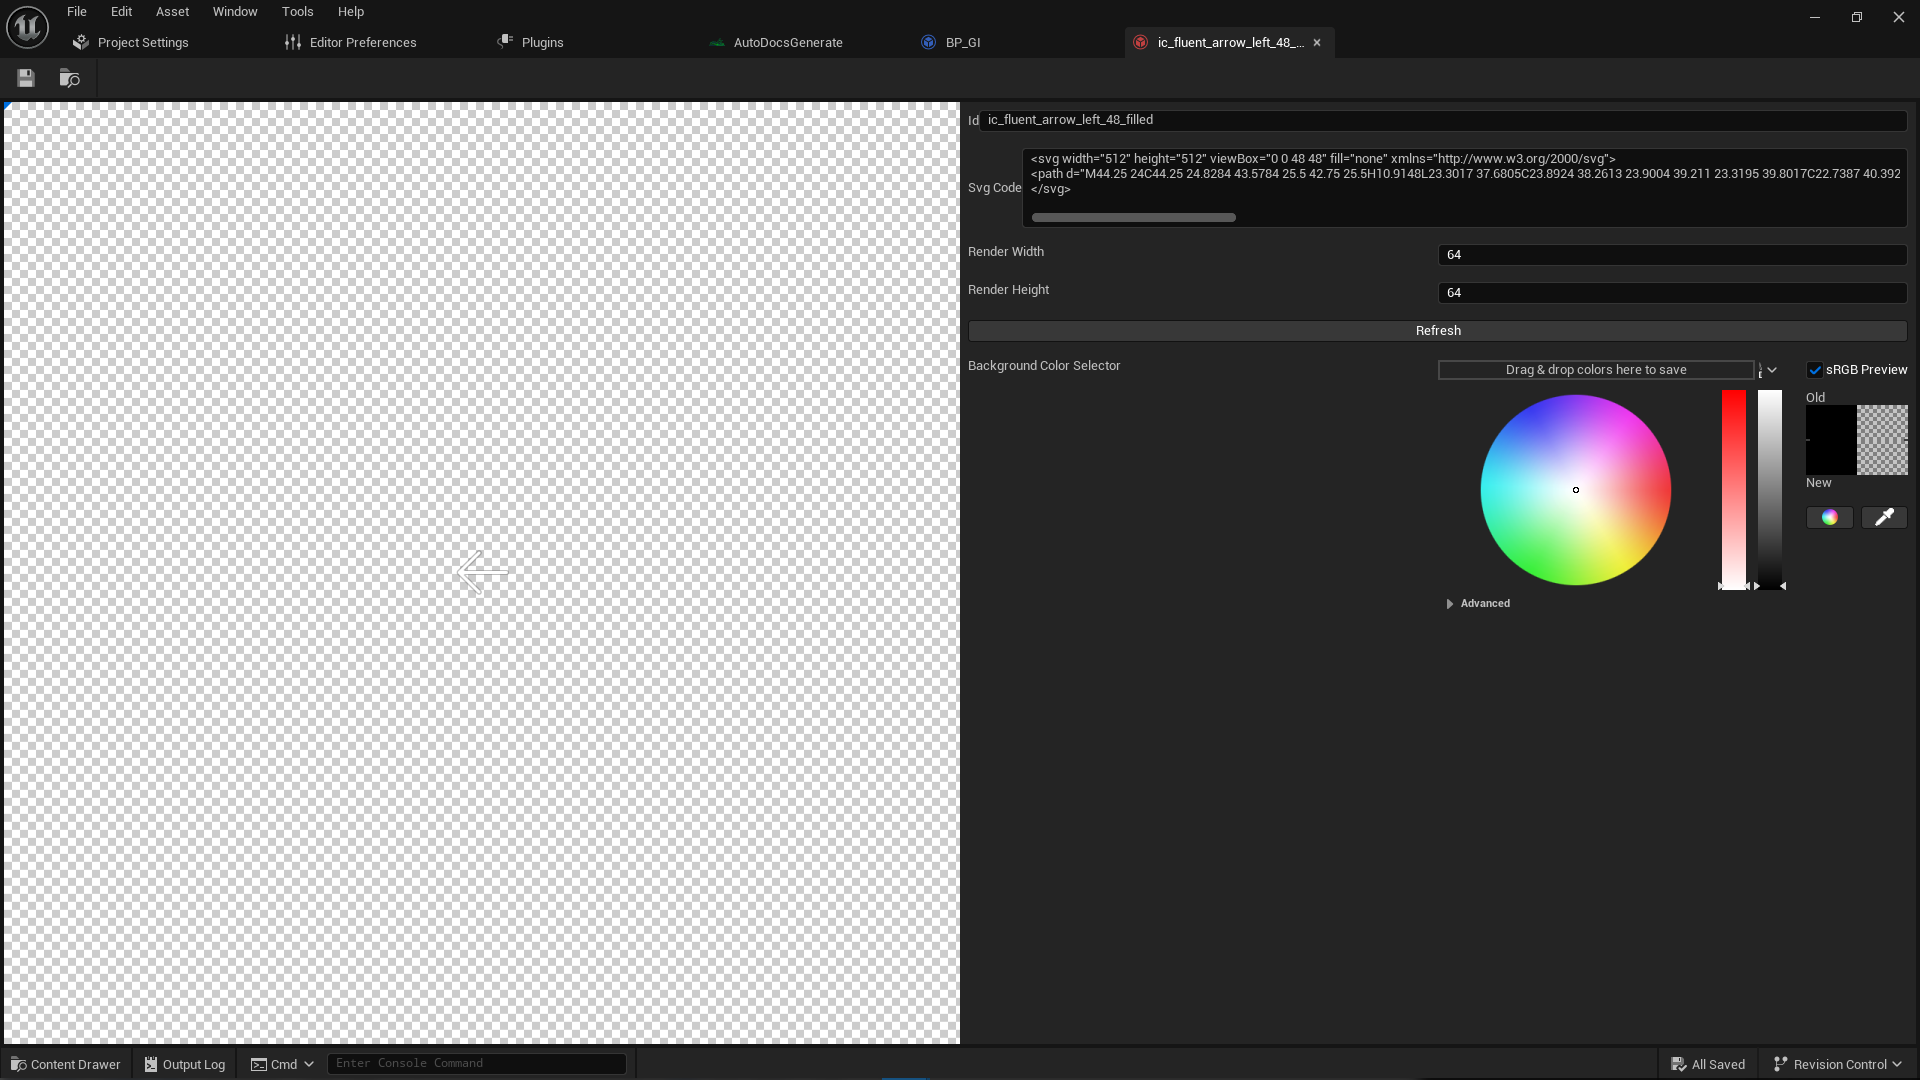 File Edit Asset Window Tools Help
Project Settings Editor Preferences Plugins AutoDocsGenerate BP_GI ic_fluent_arrow_left_48_...
Id ic_fluent_arrow_left_48_filled
Svg Code
<svg width="512" height="512" viewBox="0 0 48 48" fill="none" xmlns="http://www.w3.org/2000/svg">
<path d="M44.25 24C44.25 24.8284 43.5784 25.5 42.75 25.5H10.9148L23.3017 37.6805C23.8924 38.2613 23.9004 39.211 23.3195 39.8017C22.7387 40.392
</svg>
Render Width 64
Render Height 64
Refresh
Background Color Selector Drag & drop colors here to save sRGB Preview
Old
New
Advanced
Content Drawer Output Log Cmd Enter Console Command All Saved Revision Control